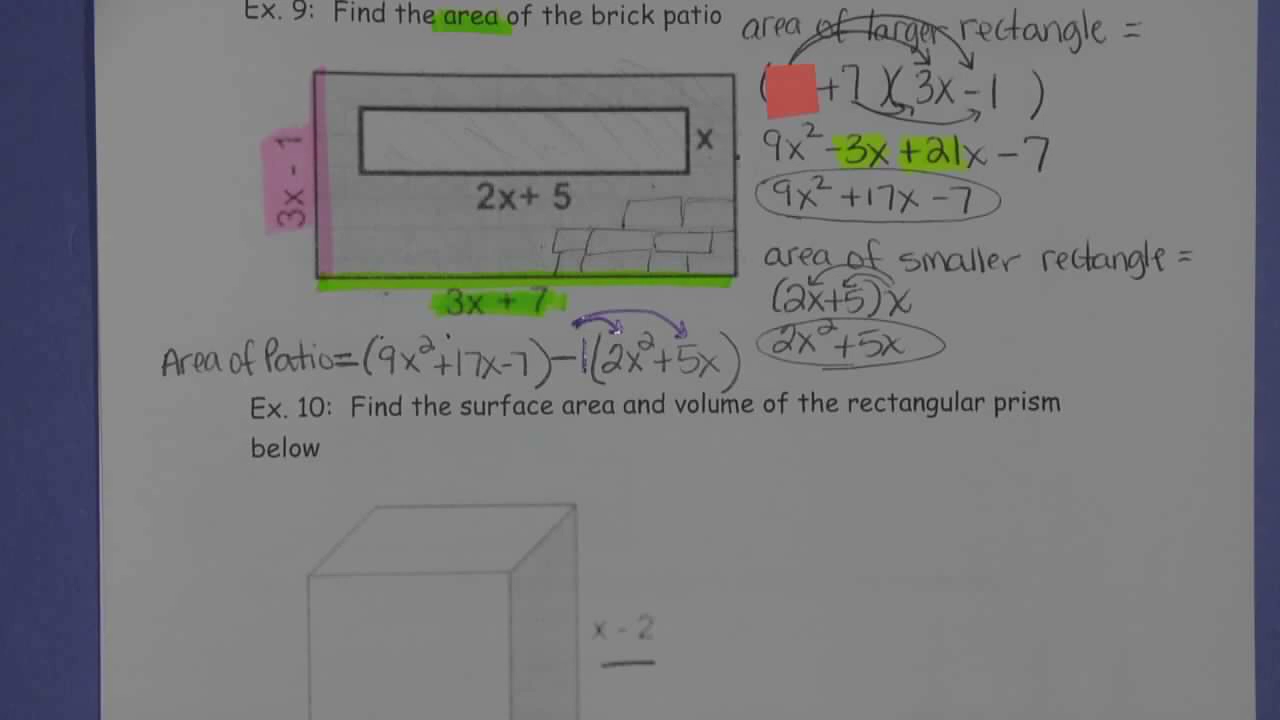 Ex. 9: Find the area of the brick patio
area of larger rectangle =
( +7)(3x-1)
9x² -3x +21x -7
9x² +17x -7
3x - 1
x
2x+ 5
3x + 7
area of smaller rectangle =
(2x+5)x
2x²+5x
Area of Patio=(9x²+17x-7)-1(2x²+5x)
Ex. 10: Find the surface area and volume of the rectangular prism
below
x - 2